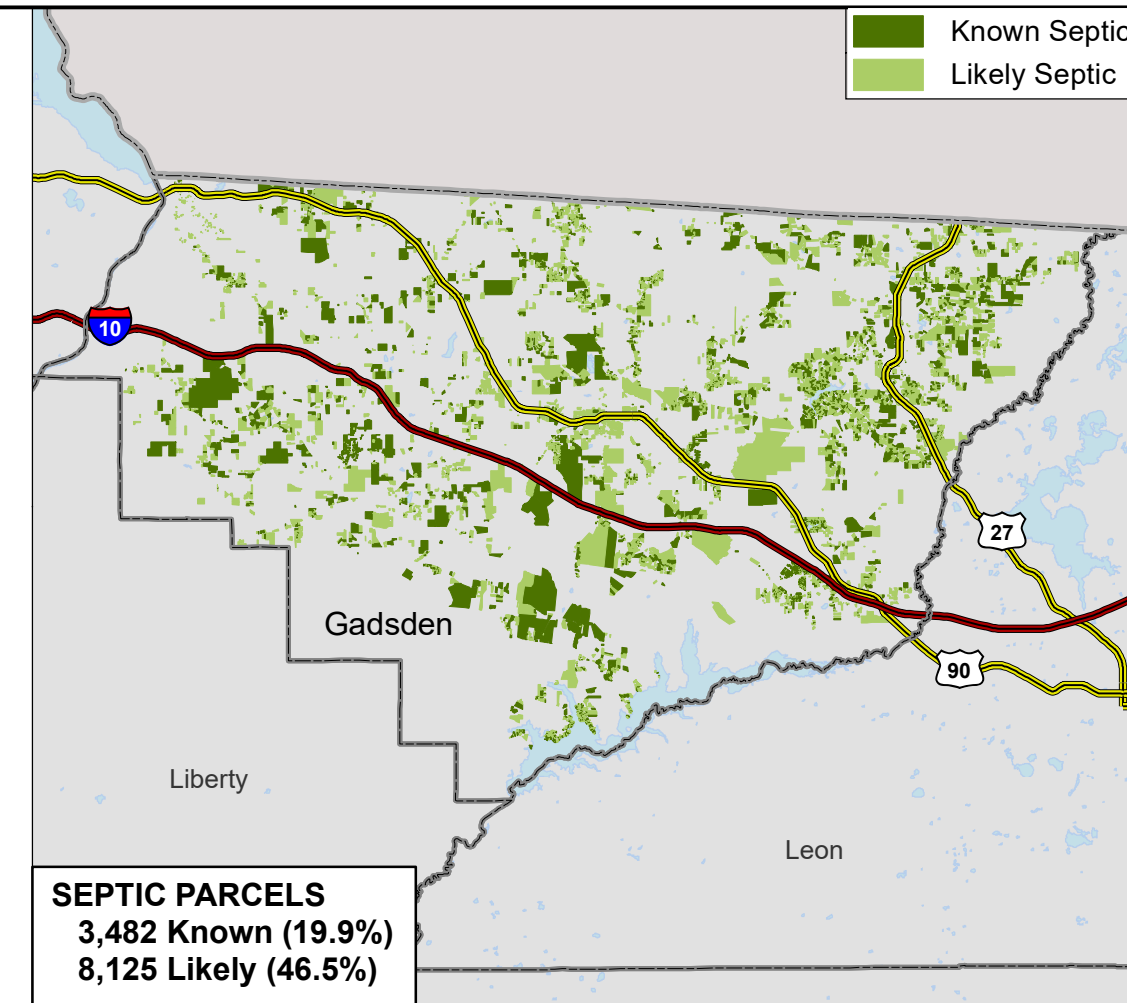 Known Septic
Likely Septic
10
27
Gadsden
90
Liberty
Leon
SEPTIC PARCELS
3,482 Known (19.9%)
8,125 Likely (46.5%)